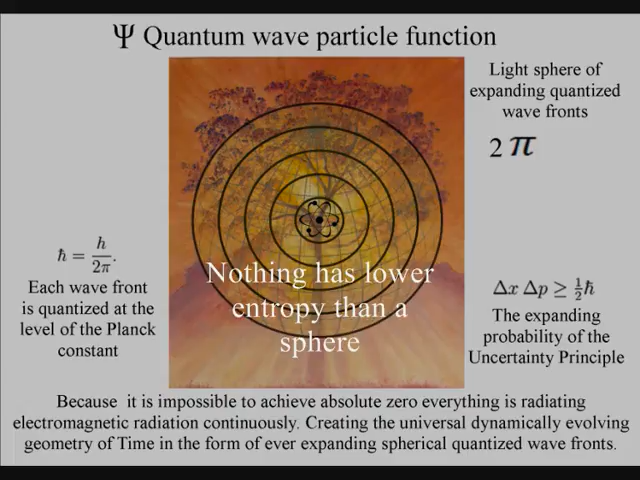 Ψ Quantum wave particle function
Light sphere of
expanding quantized
wave fronts
2 π
ħ = h/2π.
Each wave front
is quantized at the
level of the Planck
constant
Nothing has lower
entropy than a
sphere
Δx Δp ≥ ½ħ
The expanding
probability of the
Uncertainty Principle
Because it is impossible to achieve absolute zero everything is radiating
electromagnetic radiation continuously. Creating the universal dynamically evolving
geometry of Time in the form of ever expanding spherical quantized wave fronts.